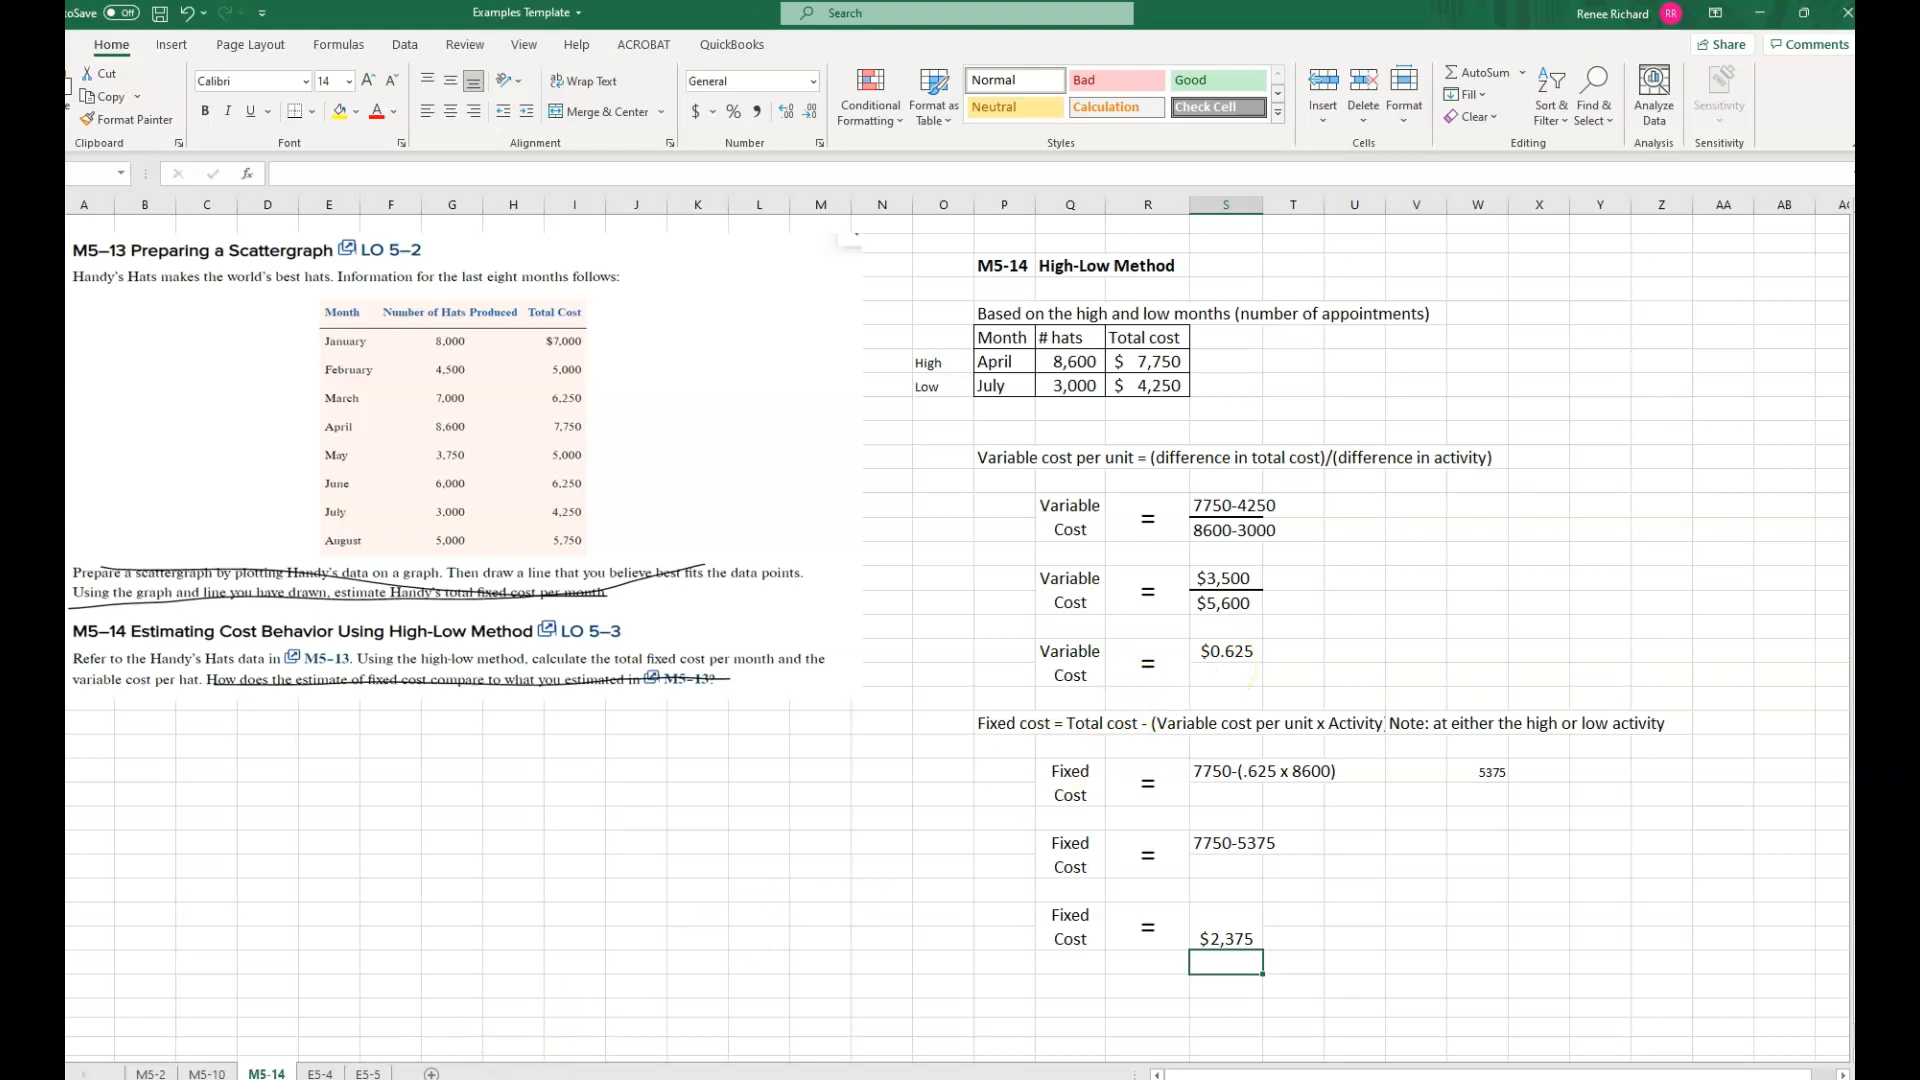 oSave Off Examples Template Search Renee Richard RR
Home Insert Page Layout Formulas Data Review View Help ACROBAT QuickBooks Share Comments
Cut
Copy
Format Painter
Clipboard
Calibri 14
B I U
Font
Wrap Text
Merge & Center
Alignment
General
$ % ,
Number
Conditional Formatting
Format as Table
Normal Bad Good
Neutral Calculation Check Cell
Styles
Insert Delete Format
Cells
AutoSum
Fill
Clear
Sort & Filter
Find & Select
Editing
Analyze Data
Analysis
Sensitivity
Sensitivity
fx
A B C D E F G H I J K L M N O P Q R S T U V W X Y Z AA AB
M5–13 Preparing a Scattergraph LO 5–2
Handy's Hats makes the world's best hats. Information for the last eight months follows:
Month Number of Hats Produced Total Cost
January 8,000 $7,000
February 4,500 5,000
March 7,000 6,250
April 8,600 7,750
May 3,750 5,000
June 6,000 6,250
July 3,000 4,250
August 5,000 5,750
Prepare a scattergraph by plotting Handy's data on a graph. Then draw a line that you believe best fits the data points.
Using the graph and line you have drawn, estimate Handy's total fixed cost per month
M5–14 Estimating Cost Behavior Using High-Low Method LO 5–3
Refer to the Handy's Hats data in M5–13. Using the high-low method, calculate the total fixed cost per month and the
variable cost per hat. How does the estimate of fixed cost compare to what you estimated in M5–13?
M5-14 High-Low Method
Based on the high and low months (number of appointments)
Month # hats Total cost
High April 8,600 $ 7,750
Low July 3,000 $ 4,250
Variable cost per unit = (difference in total cost)/(difference in activity)
Variable Cost = 7750-4250
8600-3000
Variable Cost = $3,500
$5,600
Variable Cost = $0.625
Fixed cost = Total cost - (Variable cost per unit x Activity) Note: at either the high or low activity
Fixed Cost = 7750-(.625 x 8600) 5375
Fixed Cost = 7750-5375
Fixed Cost = $2,375
M5-2 M5-10 M5-14 E5-4 E5-5